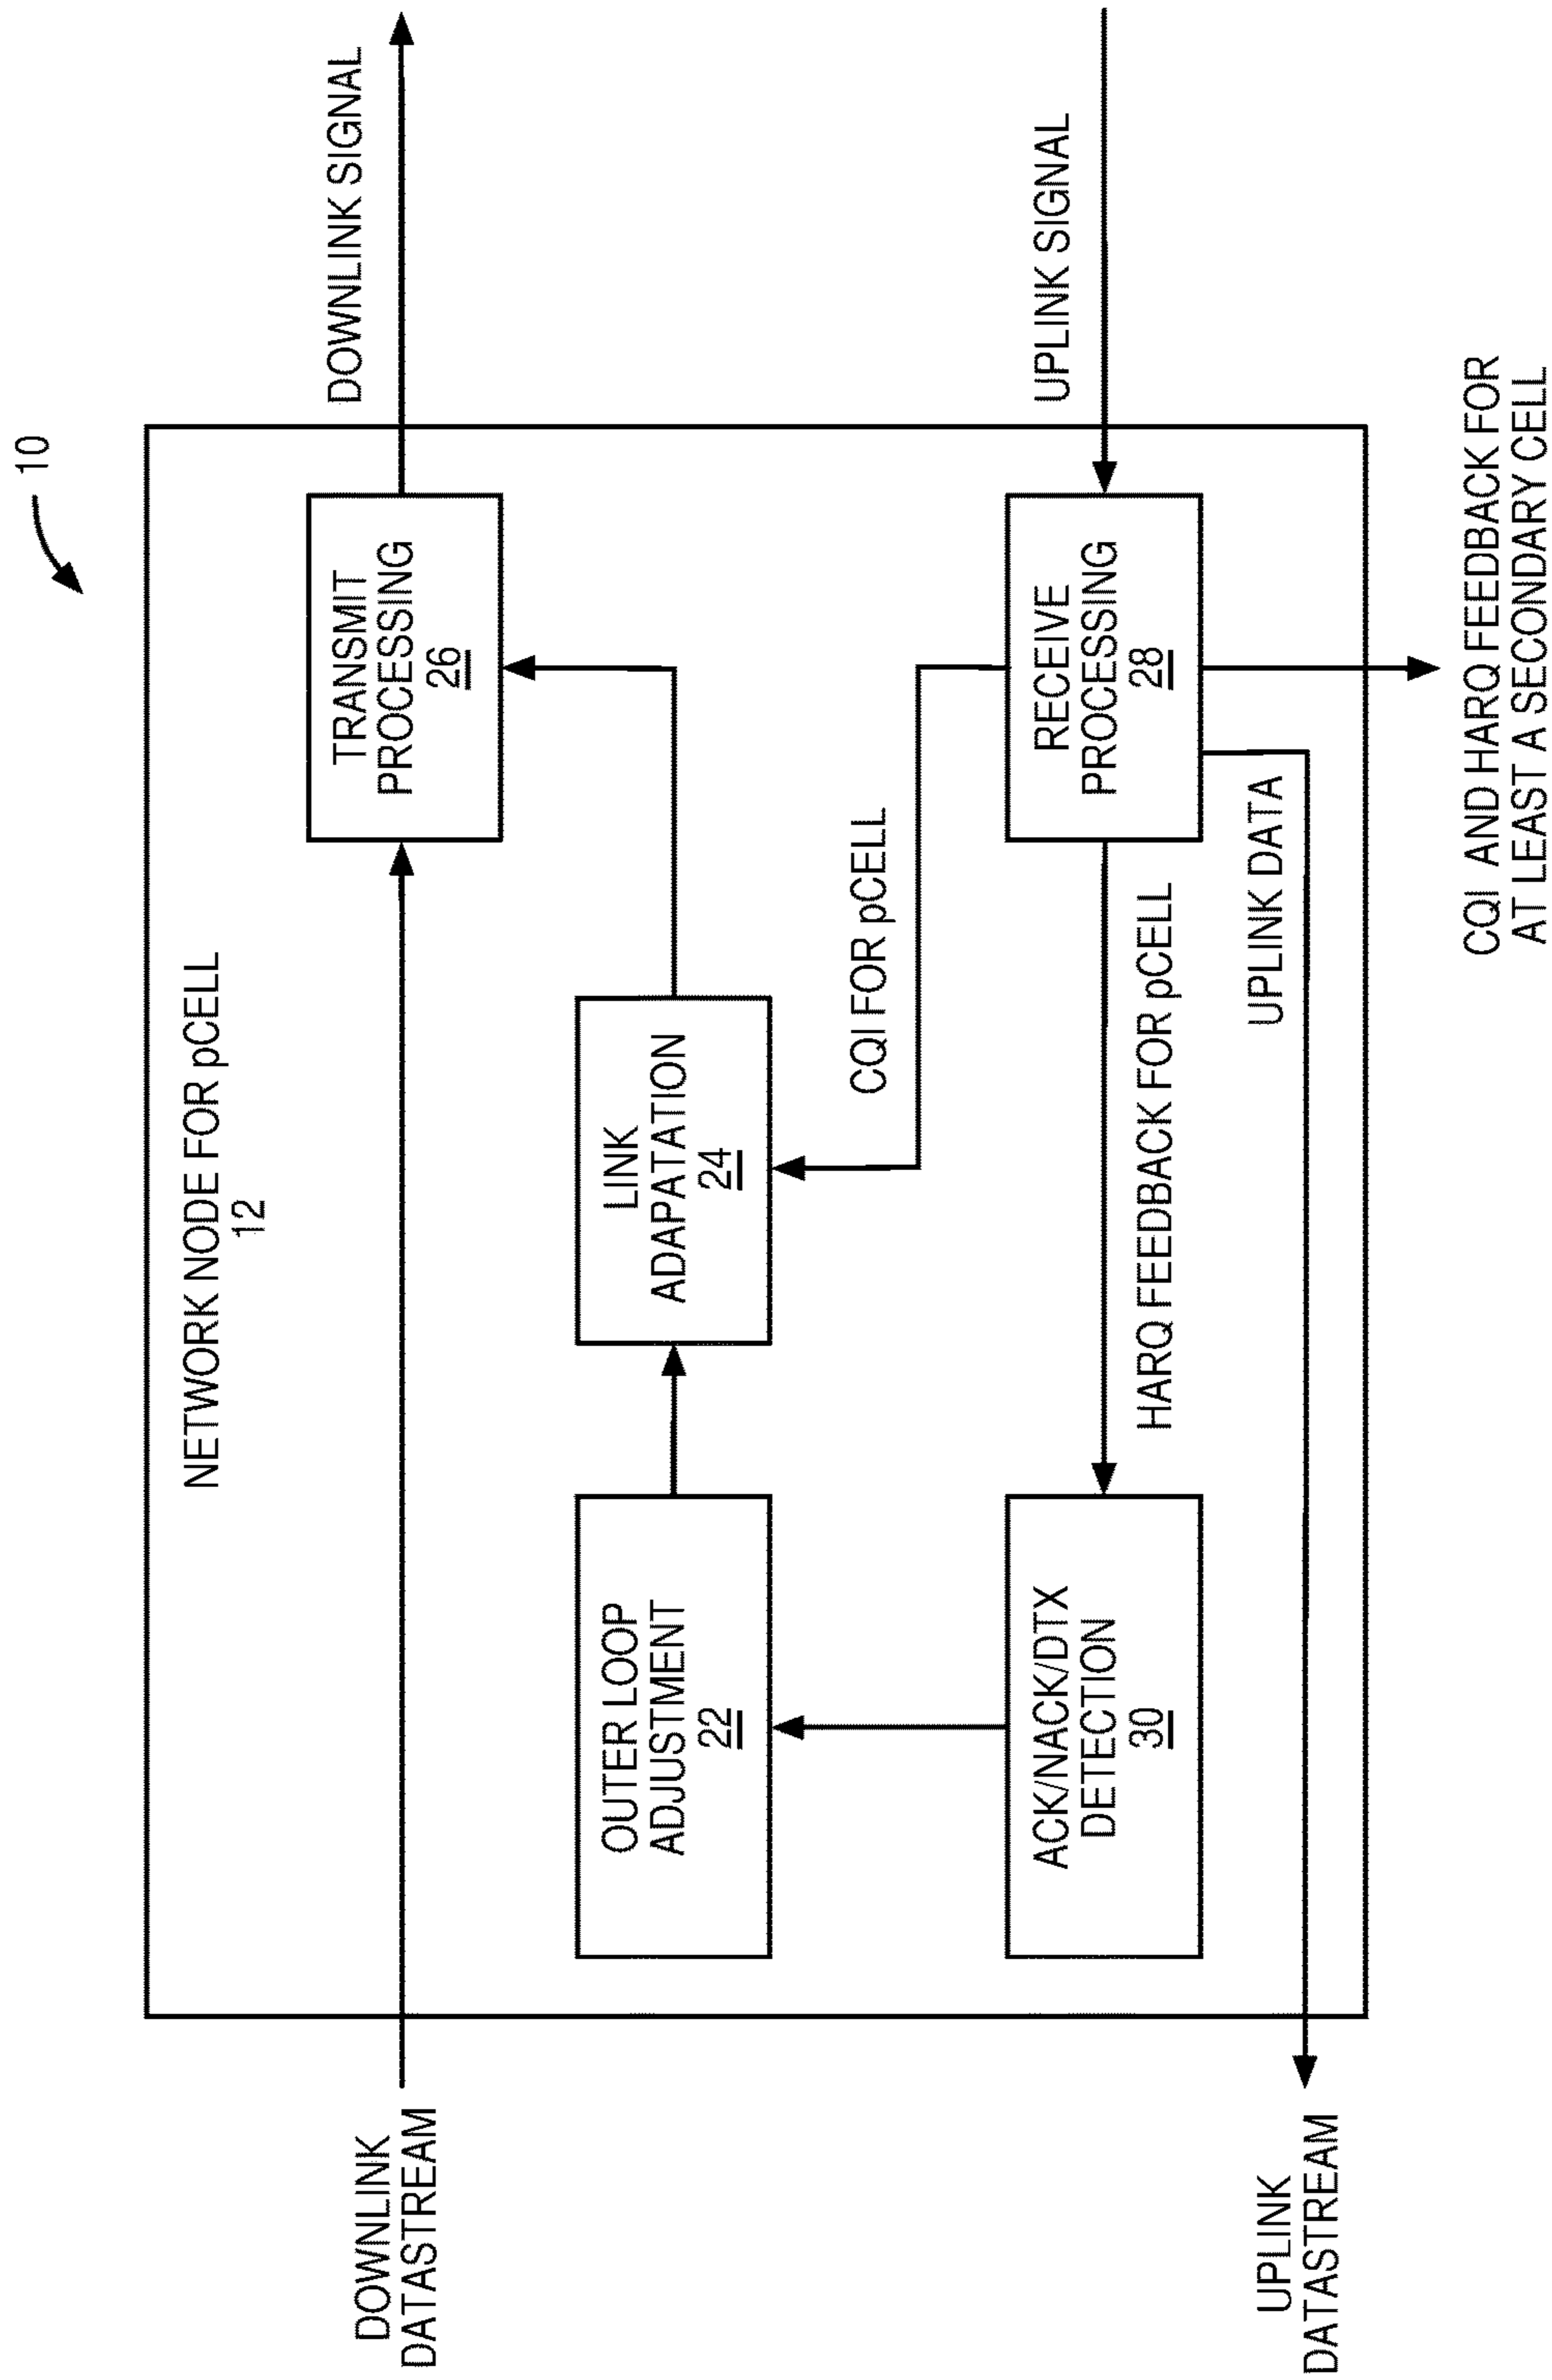 10
NETWORK NODE FOR pCELL
12
DOWNLINK
DATASTREAM
DOWNLINK SIGNAL
TRANSMIT
PROCESSING
26
OUTER LOOP
ADJUSTMENT
22
LINK
ADAPATATION
24
CQI FOR pCELL
ACK/NACK/DTX
DETECTION
30
HARQ FEEDBACK FOR pCELL
RECEIVE
PROCESSING
28
UPLINK SIGNAL
UPLINK DATA
UPLINK
DATASTREAM
CQI AND HARQ FEEDBACK FOR
AT LEAST A SECONDARY CELL